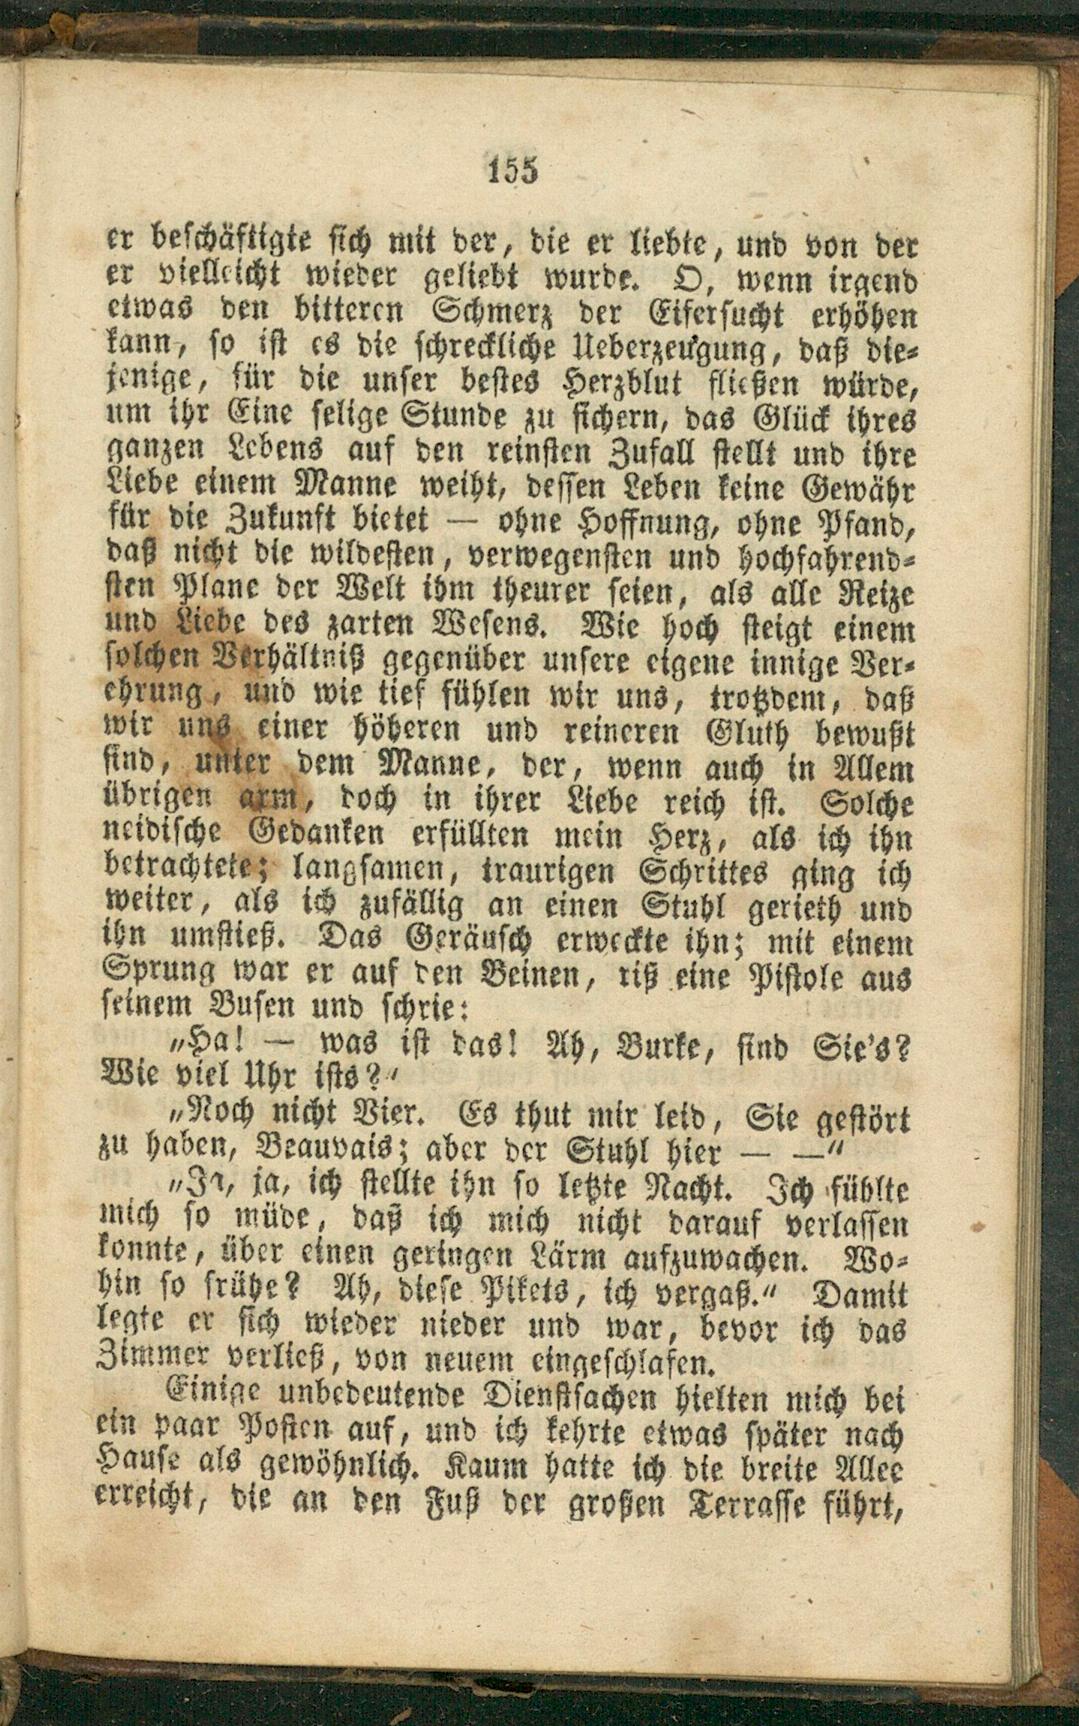 155
er beschäftigte sich mit der, die er liebte, und von der
er vielleicht wieder geliebt wurde. O, wenn irgend
etwas den bitteren Schmerz der Eifersucht erhöhen
kann, so ist es die schreckliche Ueberzeugung, daß die-
jenige, für die unser bestes Herzblut fließen würde,
um ihr Eine selige Stunde zu sichern, das Glück ihres
ganzen Lebens auf den reinsten Zufall stellt und ihre
Liebe einem Manne weiht, dessen Leben keine Gewähr
für die Zukunft bietet — ohne Hoffnung, ohne Pfand,
daß nicht die wildesten, verwegensten und hochfahrend-
sten Plane der Welt ihm theurer seien, als alle Reize
und Liebe des zarten Wesens. Wie hoch steigt einem
solchen Verhältniß gegenüber unsere eigene innige Ver-
ehrung, und wie tief fühlen wir uns, trotzdem, daß
wir uns einer höheren und reineren Gluth bewußt
sind, unter dem Manne, der, wenn auch in Allem
übrigen arm, doch in ihrer Liebe reich ist. Solche
neidische Gedanken erfüllten mein Herz, als ich ihn
betrachtete; langsamen, traurigen Schrittes ging ich
weiter, als ich zufällig an einen Stuhl gerieth und
ihn umstieß. Das Geräusch erweckte ihn; mit einem
Sprung war er auf den Beinen, riß eine Pistole aus
seinem Busen und schrie:
„Ha! — was ist das! Ah, Burke, sind Sie's?
Wie viel Uhr ists?“
„Noch nicht Vier. Es thut mir leid, Sie gestört
zu haben, Beauvais; aber der Stuhl hier — —“
„Ja, ja, ich stellte ihn so letzte Nacht. Ich fühlte
mich so müde, daß ich mich nicht darauf verlassen
konnte, über einen geringen Lärm aufzuwachen. Wo-
hin so frühe? Ah, diese Pikets, ich vergaß.“ Damit
legte er sich wieder nieder und war, bevor ich das
Zimmer verließ, von neuem eingeschlafen.
Einige unbedeutende Dienstsachen hielten mich bei
ein paar Posten auf, und ich kehrte etwas später nach
Hause als gewöhnlich. Kaum hatte ich die breite Allee
erreicht, die an den Fuß der großen Terrasse führt,